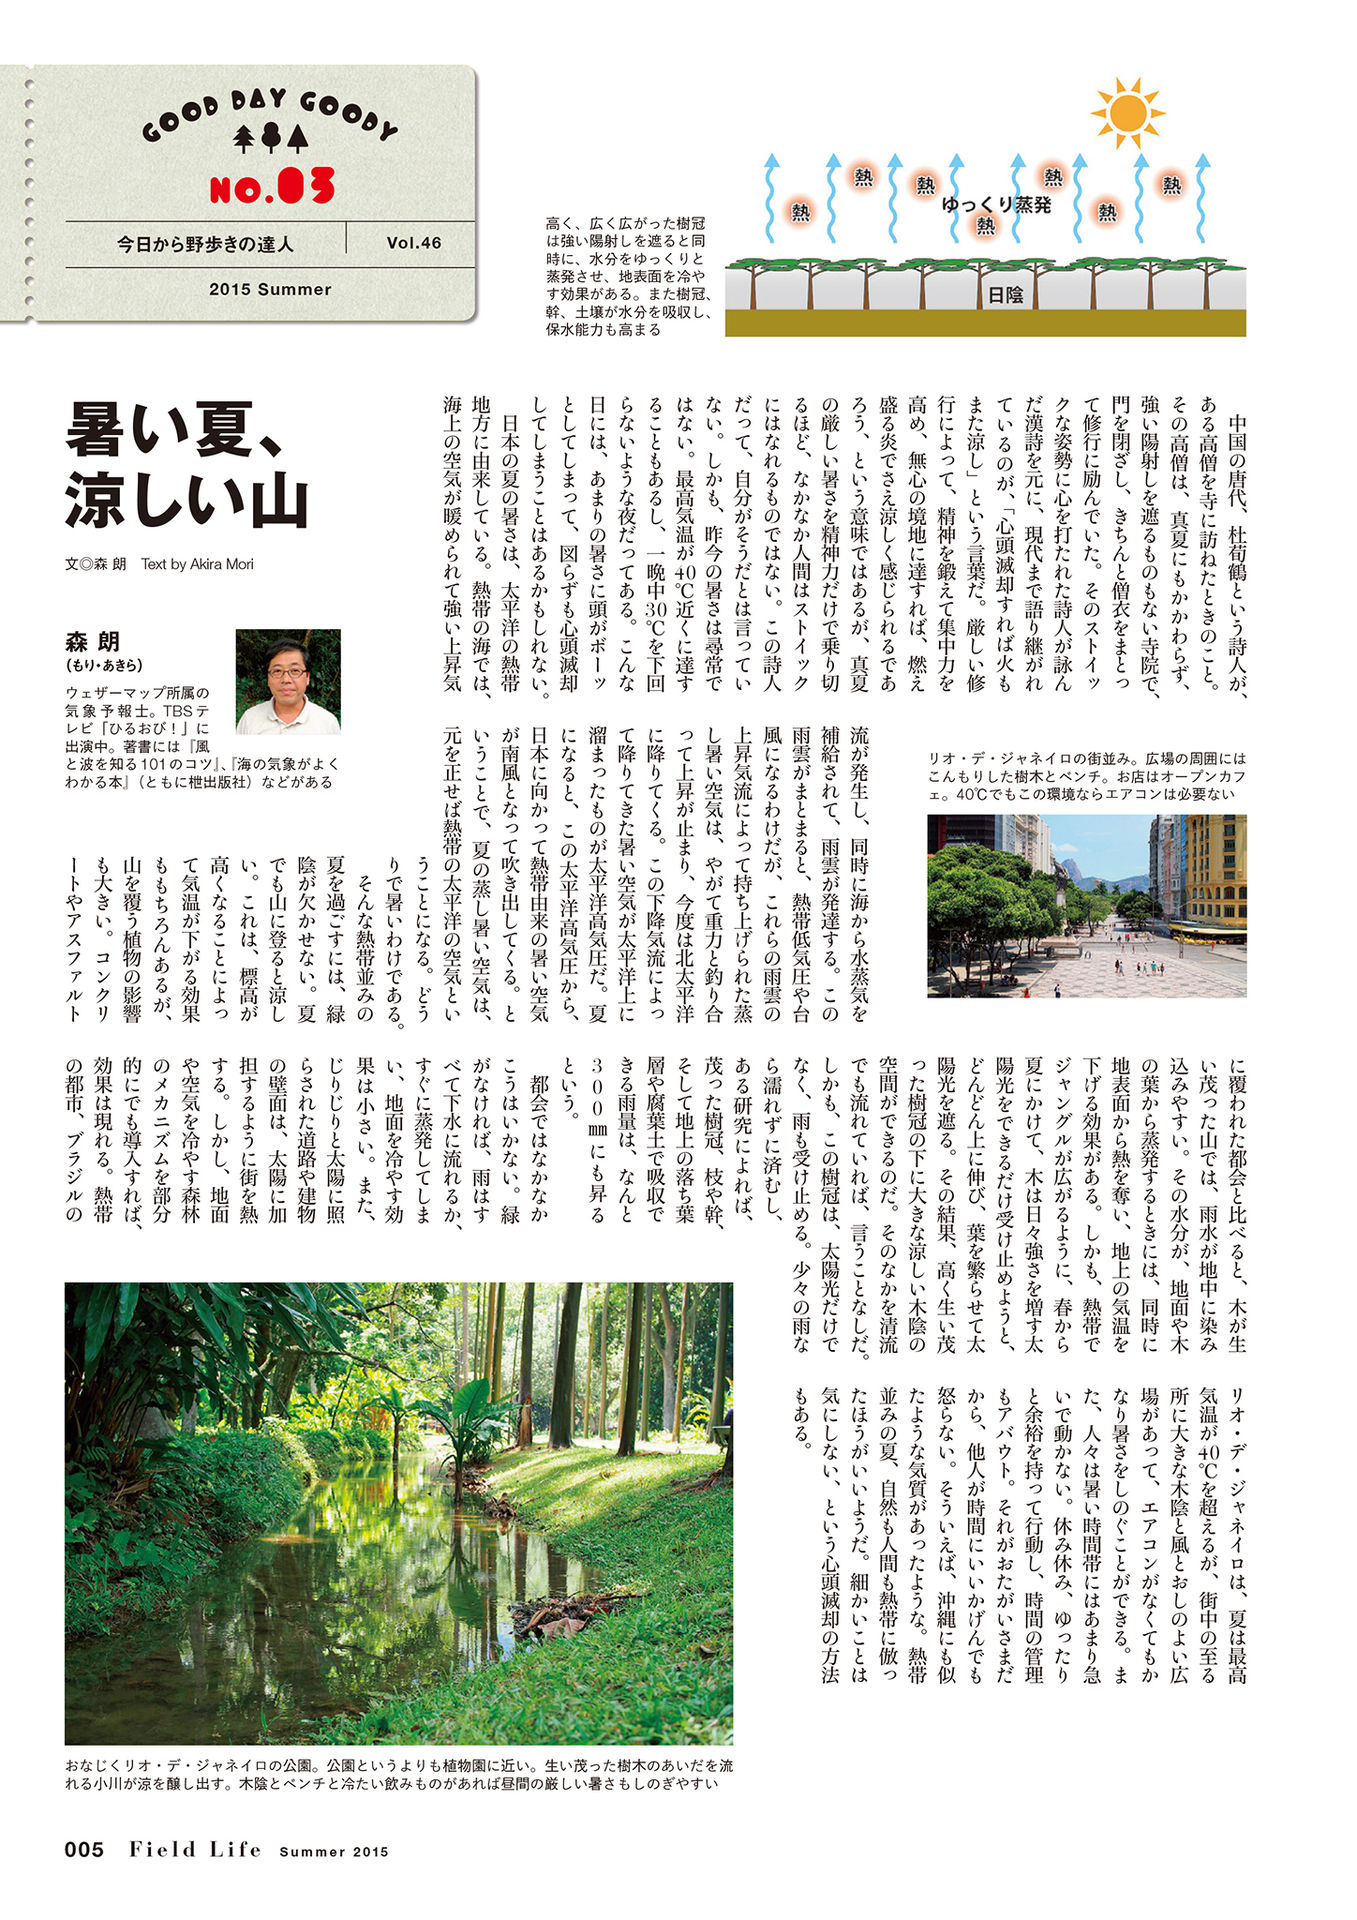 GOOD DAY GOODY
NO.03
今日から野歩きの達人
Vol.46
2015 Summer
高く、広く広がった樹冠
は強い陽射しを遮ると同
時に、水分をゆっくりと
蒸発させ、地表面を冷や
す効果がある。また樹冠、
幹、土壌が水分を吸収し、
保水能力も高まる
熱
熱
熱
熱
熱
熱
熱
ゆっくり蒸発
日陰
暑い夏、
涼しい山
文◎森 朗 Text by Akira Mori
森 朗
（もり・あきら）
ウェザーマップ所属の
気象予報士。TBSテ
レビ「ひるおび！」に
出演中。著書には『風
と波を知る101のコツ』、『海の気象がよく
わかる本』（ともに枻出版社）などがある
中国の唐代、杜荀鶴という詩人が、
ある高僧を寺に訪ねたときのこと。
その高僧は、真夏にもかかわらず、
強い陽射しを遮るものもない寺院で、
門を閉ざし、きちんと僧衣をまとっ
て修行に励んでいた。そのストイッ
クな姿勢に心を打たれた詩人が詠ん
だ漢詩を元に、現代まで語り継がれ
ているのが、「心頭滅却すれば火も
また涼し」という言葉だ。厳しい修
行によって、精神を鍛えて集中力を
高め、無心の境地に達すれば、燃え
盛る炎でさえ涼しく感じられるであ
ろう、という意味ではあるが、真夏
の厳しい暑さを精神力だけで乗り切
るほど、なかなか人間はストイック
にはなれるものではない。この詩人
だって、自分がそうだとは言ってい
ない。しかも、昨今の暑さは尋常で
はない。最高気温が40℃近くに達す
ることもあるし、一晩中30℃を下回
らないような夜だってある。こんな
日には、あまりの暑さに頭がボーッ
としてしまって、図らずも心頭滅却
してしまうことはあるかもしれない。
日本の夏の暑さは、太平洋の熱帯
地方に由来している。熱帯の海では、
海上の空気が暖められて強い上昇気
流が発生し、同時に海から水蒸気を
補給されて、雨雲が発達する。この
雨雲がまとまると、熱帯低気圧や台
風になるわけだが、これらの雨雲の
上昇気流によって持ち上げられた蒸
し暑い空気は、やがて重力と釣り合
って上昇が止まり、今度は北太平洋
に降りてくる。この下降気流によっ
て降りてきた暑い空気が太平洋上に
溜まったものが太平洋高気圧だ。夏
になると、この太平洋高気圧から、
日本に向かって熱帯由来の暑い空気
が南風となって吹き出してくる。と
いうことで、夏の蒸し暑い空気は、
元を正せば熱帯の太平洋の空気とい
うことになる。どう
りで暑いわけである。
そんな熱帯並みの
夏を過ごすには、緑
陰が欠かせない。夏
でも山に登ると涼し
い。これは、標高が
高くなることによっ
て気温が下がる効果
ももちろんあるが、
山を覆う植物の影響
も大きい。コンクリ
ートやアスファルト
リオ・デ・ジャネイロの街並み。広場の周囲には
こんもりした樹木とベンチ。お店はオープンカフ
ェ。40℃でもこの環境ならエアコンは必要ない
に覆われた都会と比べると、木が生
い茂った山では、雨水が地中に染み
込みやすい。その水分が、地面や木
の葉から蒸発するときには、同時に
地表面から熱を奪い、地上の気温を
下げる効果がある。しかも、熱帯で
ジャングルが広がるように、春から
夏にかけて、木は日々強さを増す太
陽光をできるだけ受け止めようと、
どんどん上に伸び、葉を繁らせて太
陽光を遮る。その結果、高く生い茂
った樹冠の下に大きな涼しい木陰の
空間ができるのだ。そのなかを清流
でも流れていれば、言うことなしだ。
しかも、この樹冠は、太陽光だけで
なく、雨も受け止める。少々の雨な
ら濡れずに済むし、
ある研究によれば、
茂った樹冠、枝や幹、
そして地上の落ち葉
層や腐葉土で吸収で
きる雨量は、なんと
300㎜にも昇る
という。
都会ではなかなか
こうはいかない。緑
がなければ、雨はす
べて下水に流れるか、
すぐに蒸発してしま
い、地面を冷やす効
果は小さい。また、
じりじりと太陽に照
らされた道路や建物
の壁面は、太陽に加
担するように街を熱
する。しかし、地面
や空気を冷やす森林
のメカニズムを部分
的にでも導入すれば、
効果は現れる。熱帯
の都市、ブラジルの
リオ・デ・ジャネイロは、夏は最高
気温が40℃を超えるが、街中の至る
所に大きな木陰と風とおしのよい広
場があって、エアコンがなくてもか
なり暑さをしのぐことができる。ま
た、人々は暑い時間帯にはあまり急
いで動かない。休み休み、ゆったり
と余裕を持って行動し、時間の管理
もアバウト。それがおたがいさまだ
から、他人が時間にいいかげんでも
怒らない。そういえば、沖縄にも似
たような気質があったような。熱帯
並みの夏、自然も人間も熱帯に倣っ
たほうがいいようだ。細かいことは
気にしない、という心頭滅却の方法
もある。
おなじくリオ・デ・ジャネイロの公園。公園というよりも植物園に近い。生い茂った樹木のあいだを流
れる小川が涼を醸し出す。木陰とベンチと冷たい飲みものがあれば昼間の厳しい暑さもしのぎやすい
005 Field Life Summer 2015